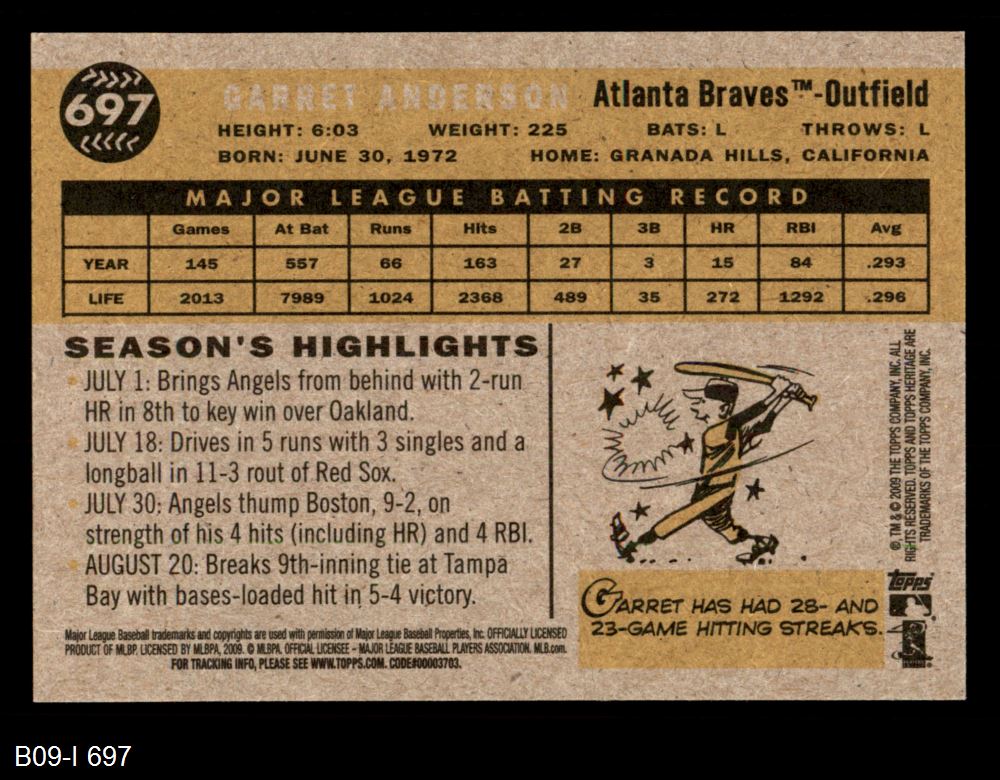 697
GARRET ANDERSON Atlanta Braves™-Outfield
HEIGHT: 6:03 WEIGHT: 225 BATS: L THROWS: L
BORN: JUNE 30, 1972 HOME: GRANADA HILLS, CALIFORNIA
MAJOR LEAGUE BATTING RECORD
Games At Bat Runs Hits 2B 3B HR RBI Avg
YEAR 145 557 66 163 27 3 15 84 .293
LIFE 2013 7989 1024 2368 489 35 272 1292 .296
SEASON'S HIGHLIGHTS
JULY 1: Brings Angels from behind with 2-run
HR in 8th to key win over Oakland.
JULY 18: Drives in 5 runs with 3 singles and a
longball in 11-3 rout of Red Sox.
JULY 30: Angels thump Boston, 9-2, on
strength of his 4 hits (including HR) and 4 RBI.
AUGUST 20: Breaks 9th-inning tie at Tampa
Bay with bases-loaded hit in 5-4 victory.
Major League Baseball trademarks and copyrights are used with permission of Major League Baseball Properties, Inc. OFFICIALLY LICENSED
PRODUCT OF MLBP. LICENSED BY MLBPA, 2009. © MLBPA. OFFICIAL LICENSEE - MAJOR LEAGUE BASEBALL PLAYERS ASSOCIATION. MLB.com.
FOR TRACKING INFO, PLEASE SEE WWW.TOPPS.COM. CODE#00003703.
GARRET HAS HAD 28- AND
23-GAME HITTING STREAKS.
®, TM & © 2009 THE TOPPS COMPANY, INC. ALL
RIGHTS RESERVED. TOPPS AND TOPPS HERITAGE ARE
TRADEMARKS OF THE TOPPS COMPANY, INC.
topps
B09-I 697